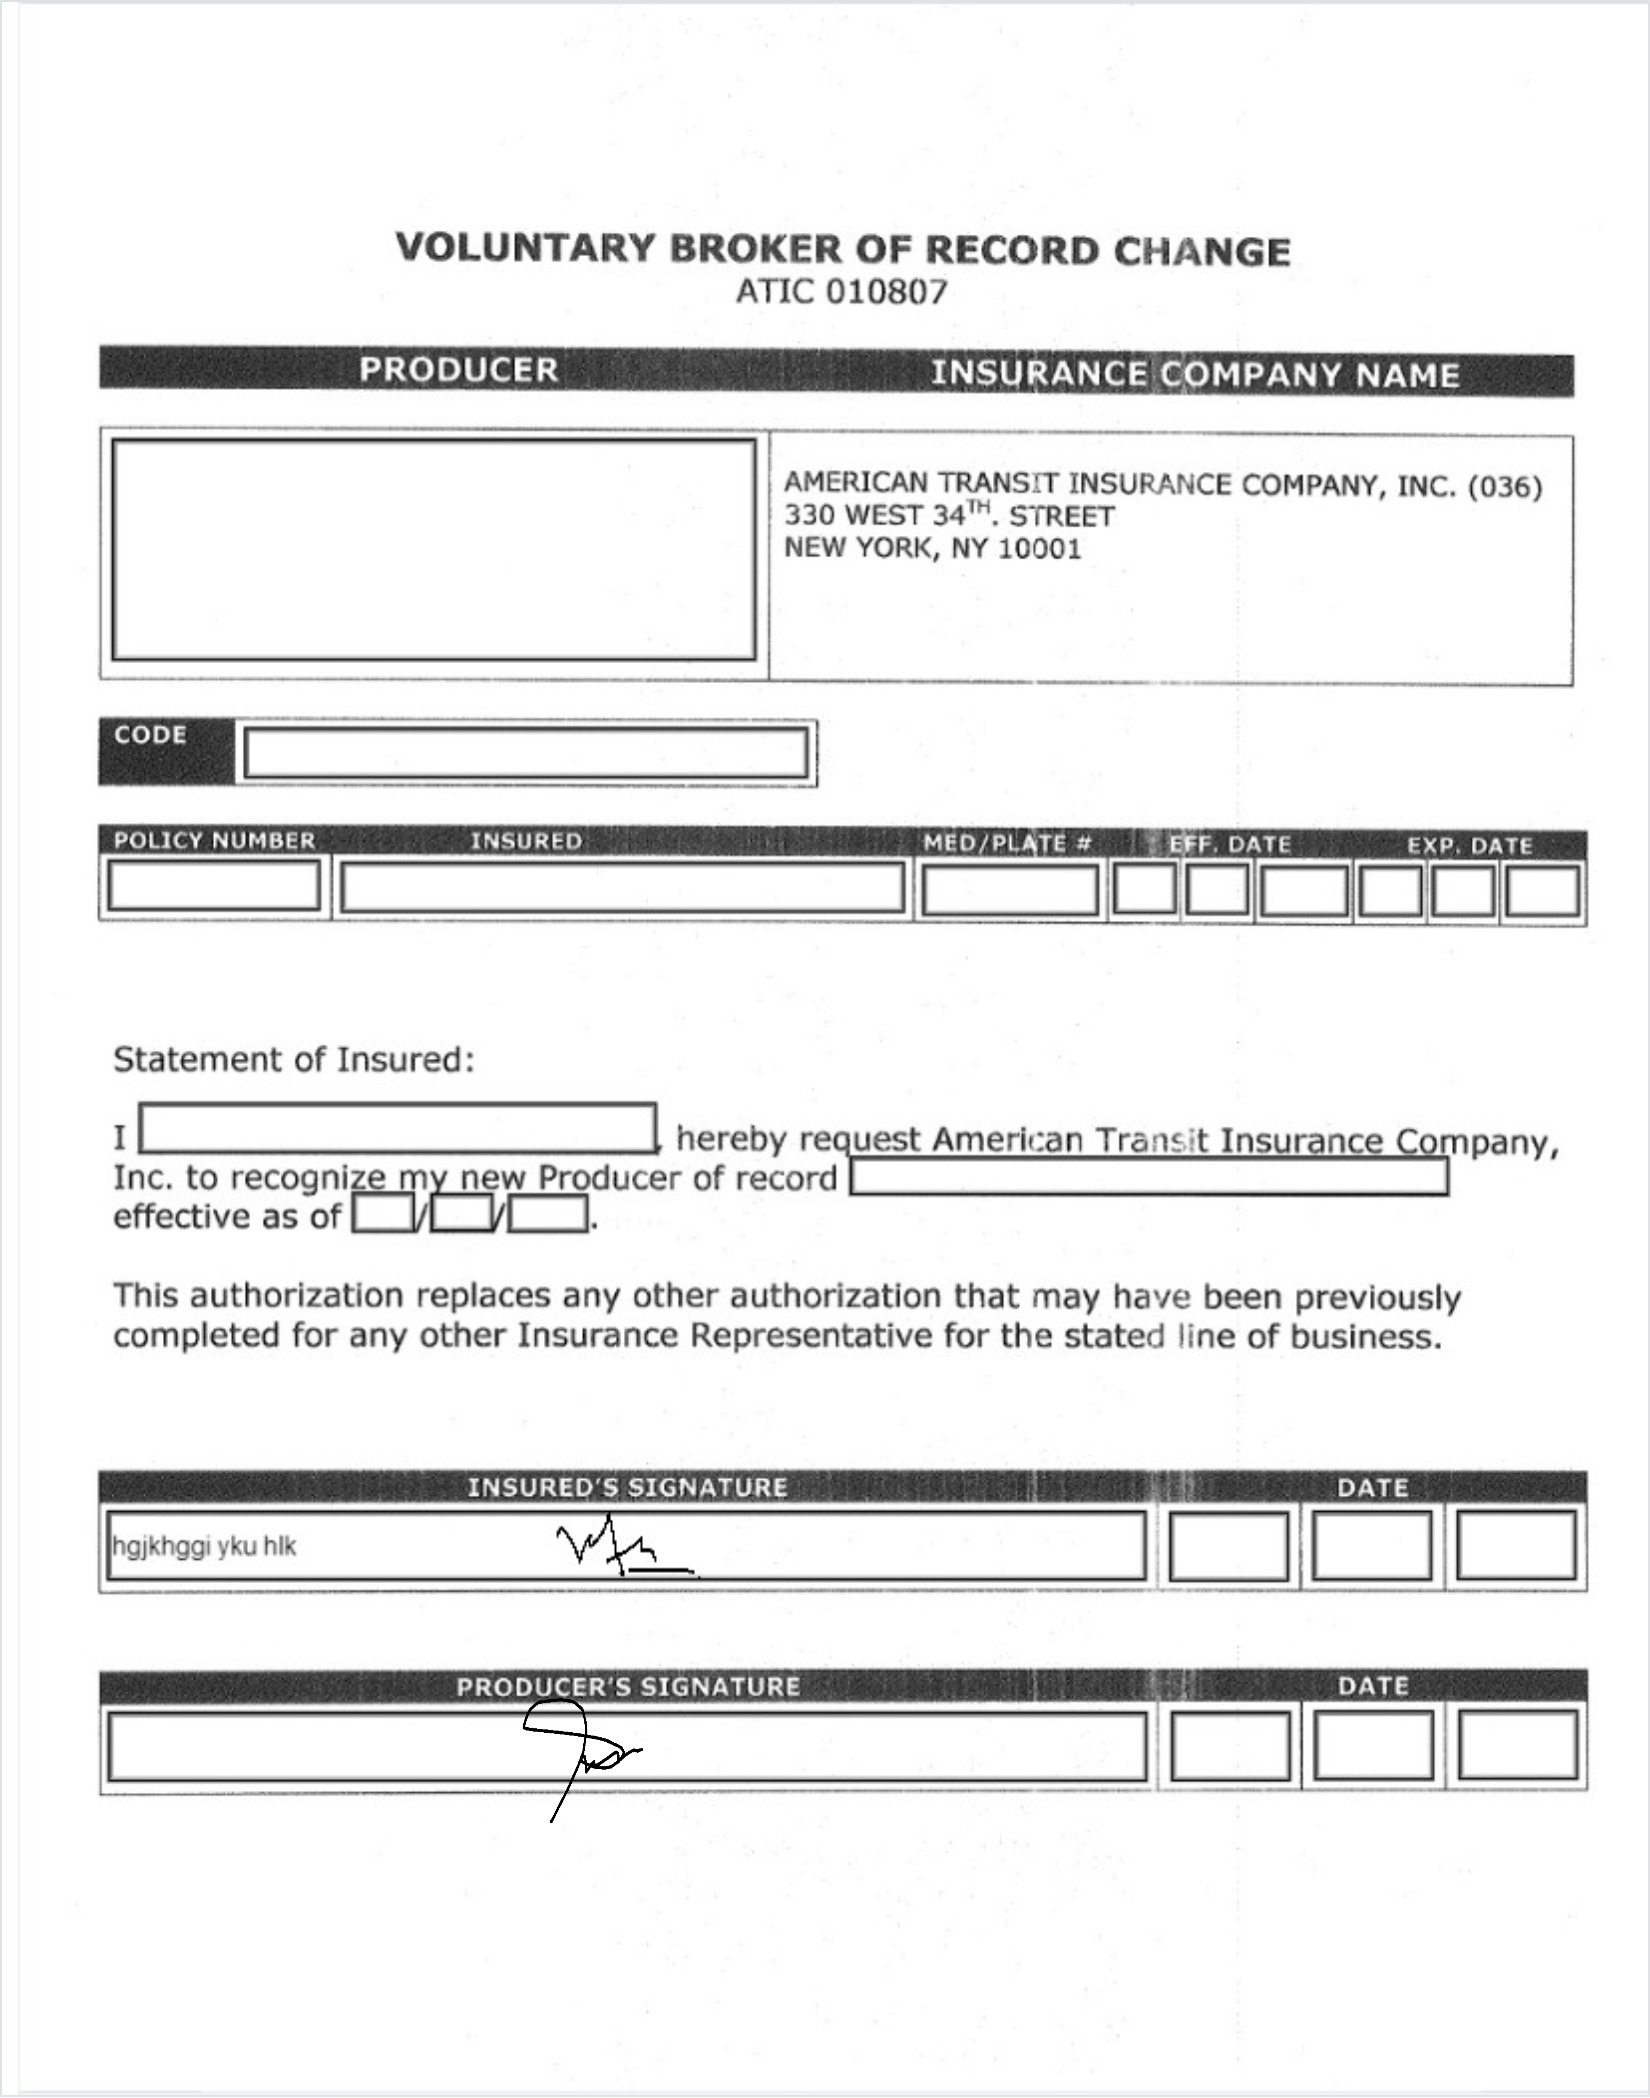 VOLUNTARY BROKER OF RECORD CHANGE
ATIC 010807
PRODUCER INSURANCE COMPANY NAME
AMERICAN TRANSIT INSURANCE COMPANY, INC. (036)
330 WEST 34TH. STREET
NEW YORK, NY 10001
CODE
POLICY NUMBER INSURED MED/PLATE # EFF. DATE EXP. DATE
Statement of Insured:
I , hereby request American Transit Insurance Company,
Inc. to recognize my new Producer of record
effective as of / / .
This authorization replaces any other authorization that may have been previously
completed for any other Insurance Representative for the stated line of business.
INSURED'S SIGNATURE DATE
hgjkhggi yku hlk
PRODUCER'S SIGNATURE DATE